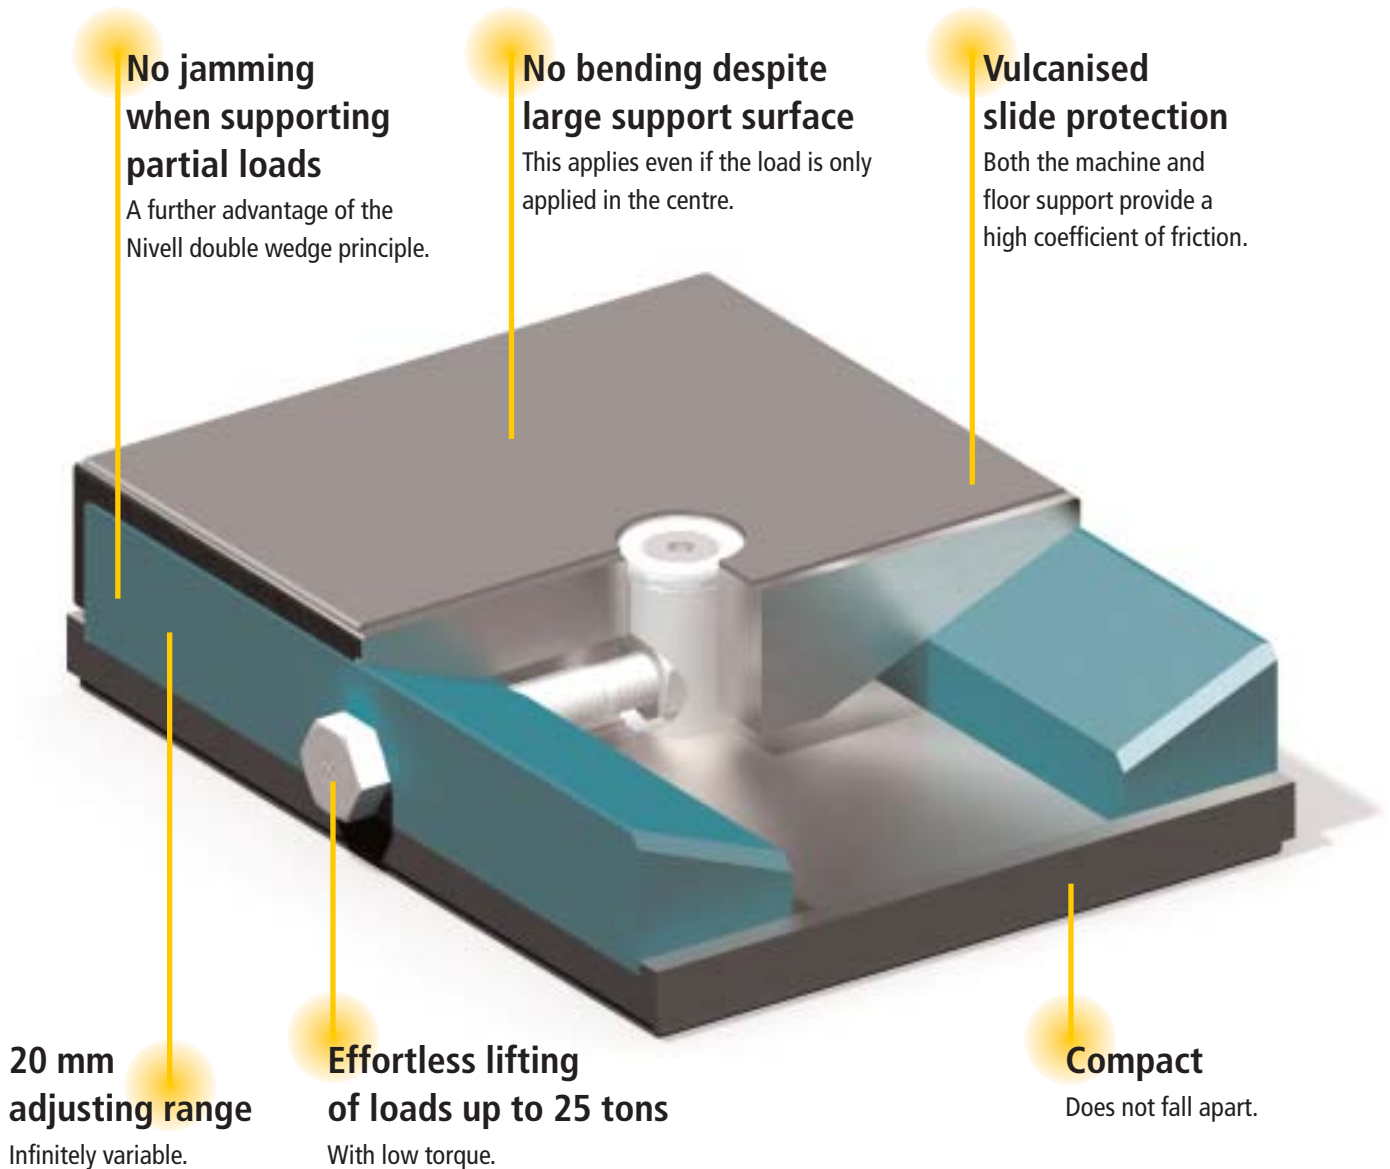 No jamming
when supporting
partial loads
A further advantage of the
Nivell double wedge principle.
No bending despite
large support surface
This applies even if the load is only
applied in the centre.
Vulcanised
slide protection
Both the machine and
floor support provide a
high coefficient of friction.
20 mm
adjusting range
Infinitely variable.
Effortless lifting
of loads up to 25 tons
With low torque.
Compact
Does not fall apart.